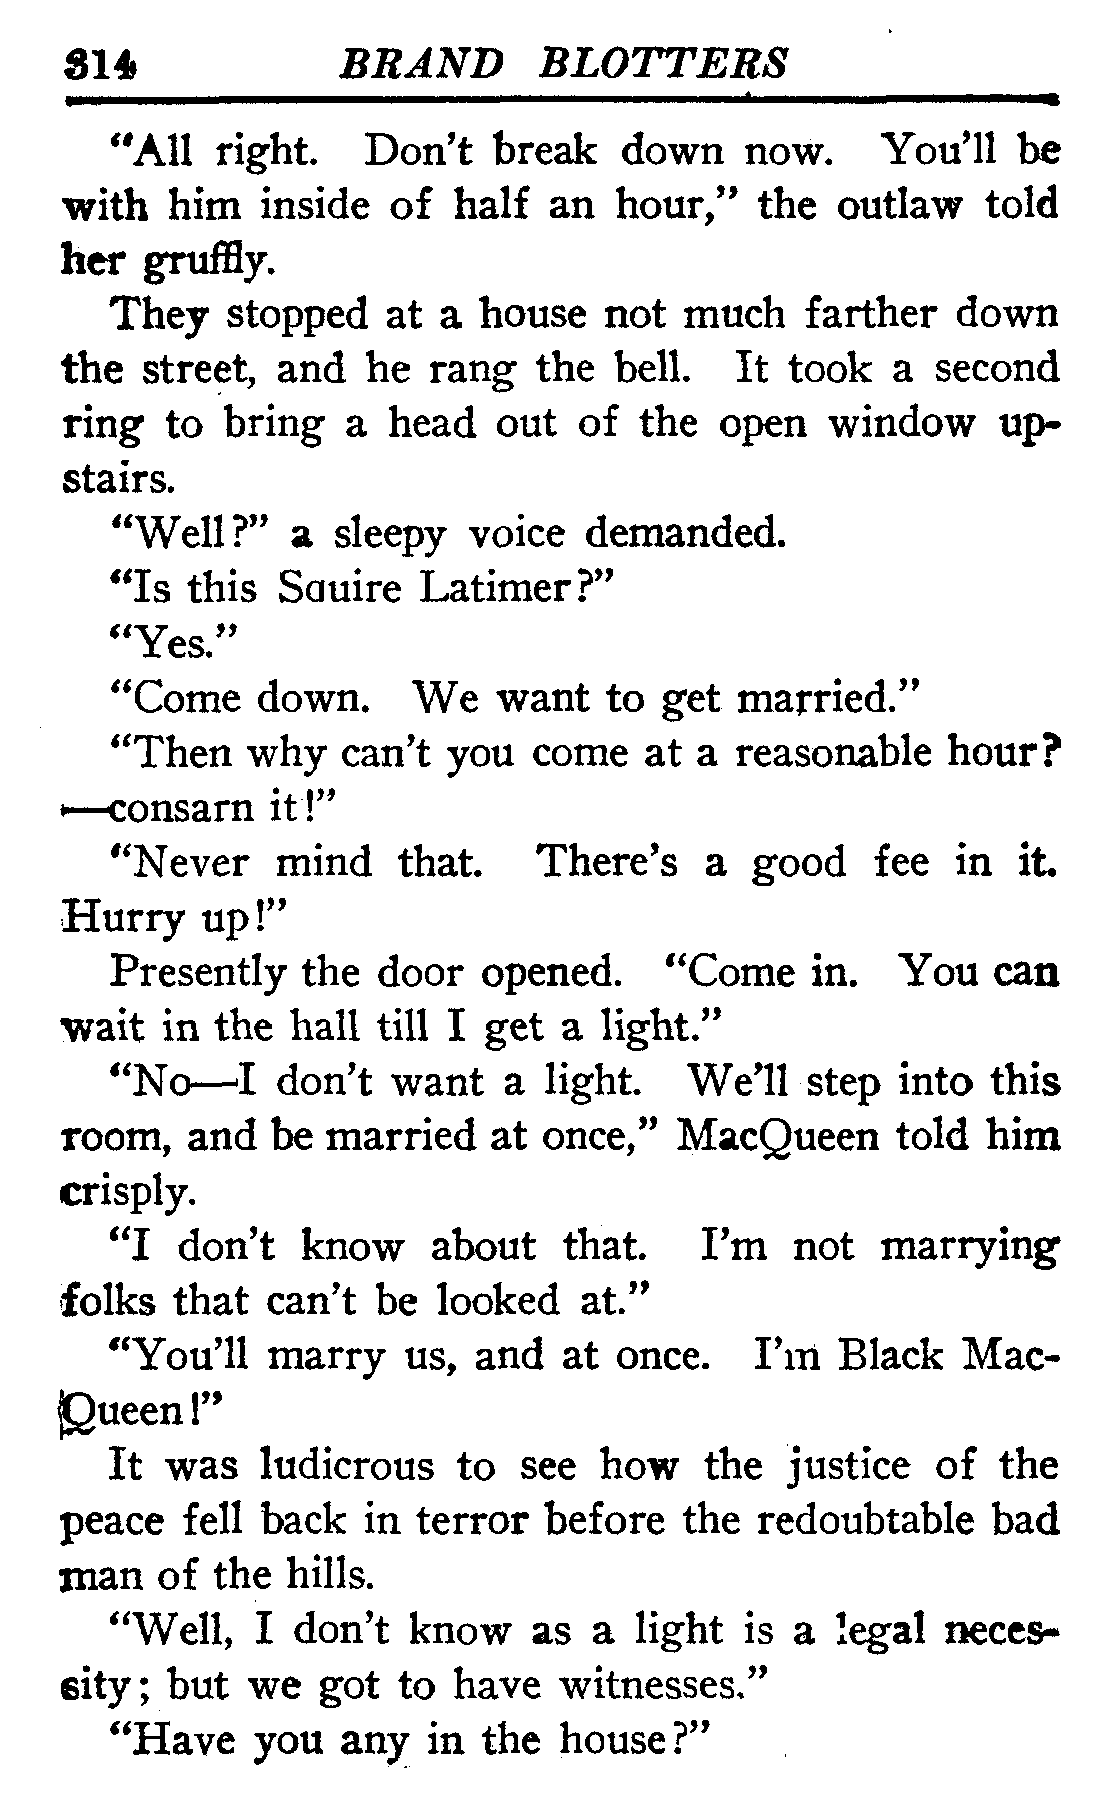 314 BRAND BLOTTERS
“All right. Don’t break down now. You’ll be
with him inside of half an hour,” the outlaw told
her gruffly.
They stopped at a house not much farther down
the street, and he rang the bell. It took a second
ring to bring a head out of the open window up-
stairs.
“Well?” a sleepy voice demanded.
“Is this Squire Latimer?”
“Yes.”
“Come down. We want to get married.”
“Then why can’t you come at a reasonable hour?
—consarn it!”
“Never mind that. There’s a good fee in it.
Hurry up!”
Presently the door opened. “Come in. You can
wait in the hall till I get a light.”
“No—I don’t want a light. We’ll step into this
room, and be married at once,” MacQueen told him
crisply.
“I don’t know about that. I’m not marrying
folks that can’t be looked at.”
“You’ll marry us, and at once. I’m Black Mac-
Queen!”
It was ludicrous to see how the justice of the
peace fell back in terror before the redoubtable bad
man of the hills.
“Well, I don’t know as a light is a legal neces-
sity; but we got to have witnesses.”
“Have you any in the house?”